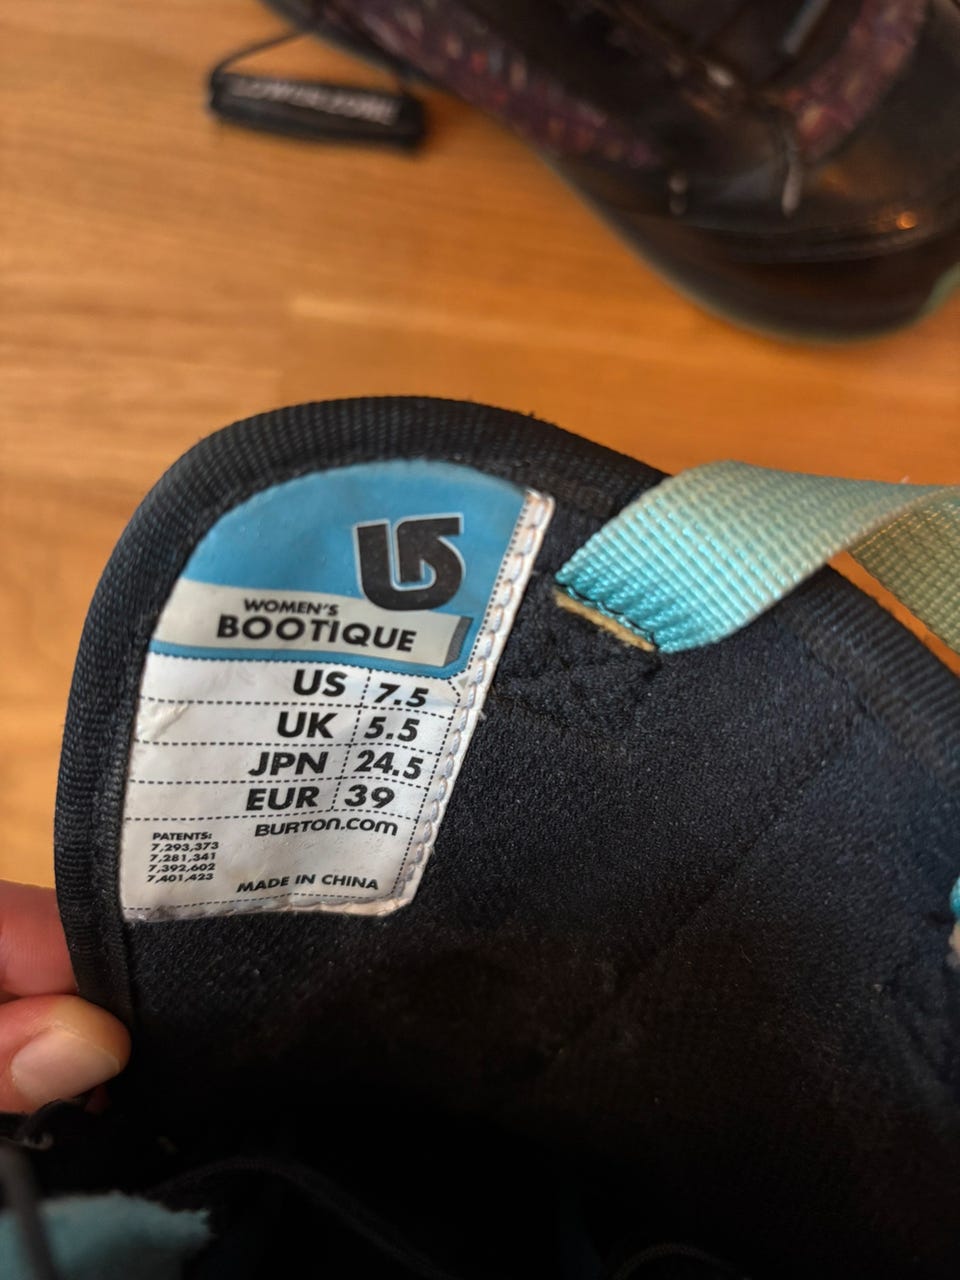 WOMEN'S
BOOTIQUE
US 7.5
UK 5.5
JPN 24.5
EUR 39
BURTON.COM
PATENTS:
7,293,373
7,281,341
7,392,602
7,401,423
MADE IN CHINA